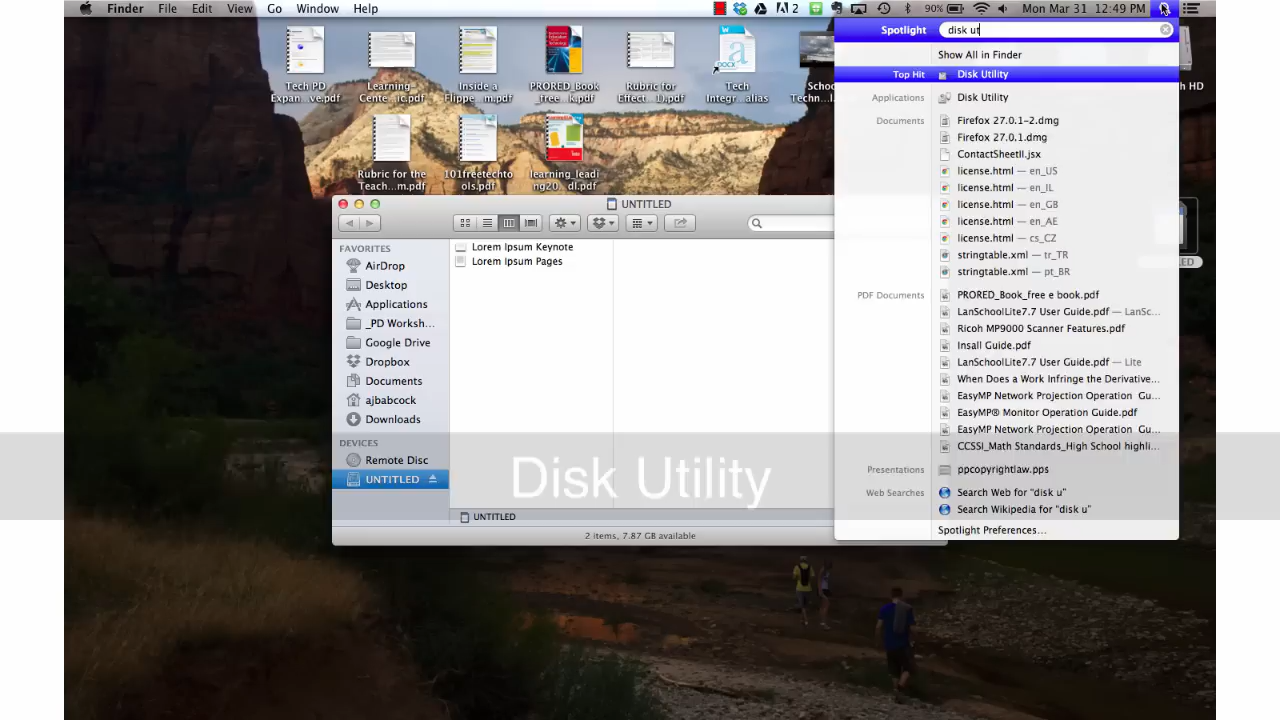 Finder File Edit View Go Window Help
2 90% Mon Mar 31 12:49 PM
Spotlight disk ut
Show All in Finder
Top Hit Disk Utility
Applications Disk Utility
Documents Firefox 27.0.1-2.dmg
Firefox 27.0.1.dmg
ContactSheetII.jsx
license.html — en_US
license.html — en_IL
license.html — en_GB
license.html — en_AE
license.html — cs_CZ
stringtable.xml — tr_TR
stringtable.xml — pt_BR
PDF Documents PRORED_Book_free e book.pdf
LanSchoolLite7.7 User Guide.pdf — LanSc...
Ricoh MP9000 Scanner Features.pdf
Insall Guide.pdf
LanSchoolLite7.7 User Guide.pdf — Lite
When Does a Work Infringe the Derivative...
EasyMP Network Projection Operation Gu...
EasyMP® Monitor Operation Guide.pdf
EasyMP Network Projection Operation Gu...
CCSSI_Math Standards_High School highli...
Presentations ppcopyrightlaw.pps
Web Searches Search Web for "disk u"
Search Wikipedia for "disk u"
Spotlight Preferences...
Tech PD
Expan...ve.pdf
Learning
Cente...ic.pdf
Inside a
Flippe...m.pdf
PRORED_Book
_free...k.pdf
Rubric for
Effect...1).pdf
DOCX
Tech
Integr...alias
School
Techn...l.
HD
Rubric for the
Teach...m.pdf
101freetechto
ols.pdf
learning_leadi
ng20...dl.pdf
UNTITLED
FAVORITES
AirDrop
Desktop
Applications
_PD Worksh...
Google Drive
Dropbox
Documents
ajbabcock
Downloads
DEVICES
Remote Disc
UNTITLED
Lorem Ipsum Keynote
Lorem Ipsum Pages
UNTITLED
2 items, 7.87 GB available
ED
Disk Utility